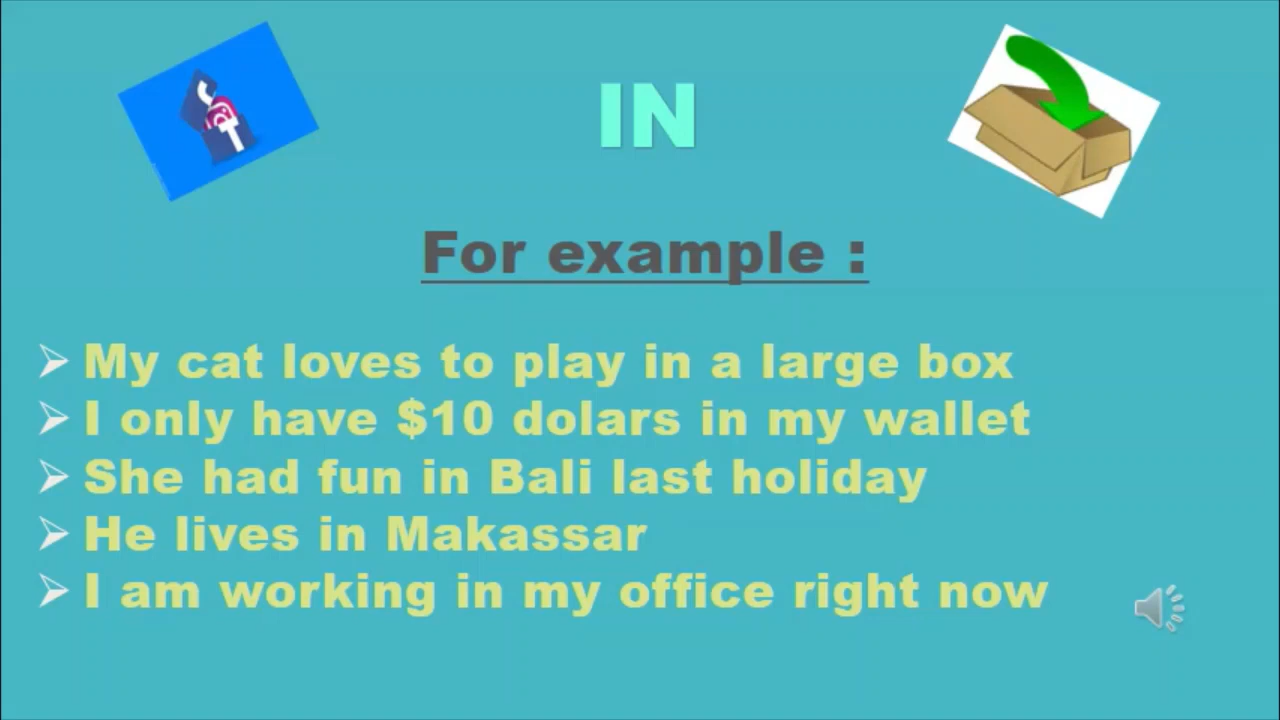 IN
For example :
My cat loves to play in a large box
I only have $10 dolars in my wallet
She had fun in Bali last holiday
He lives in Makassar
I am working in my office right now